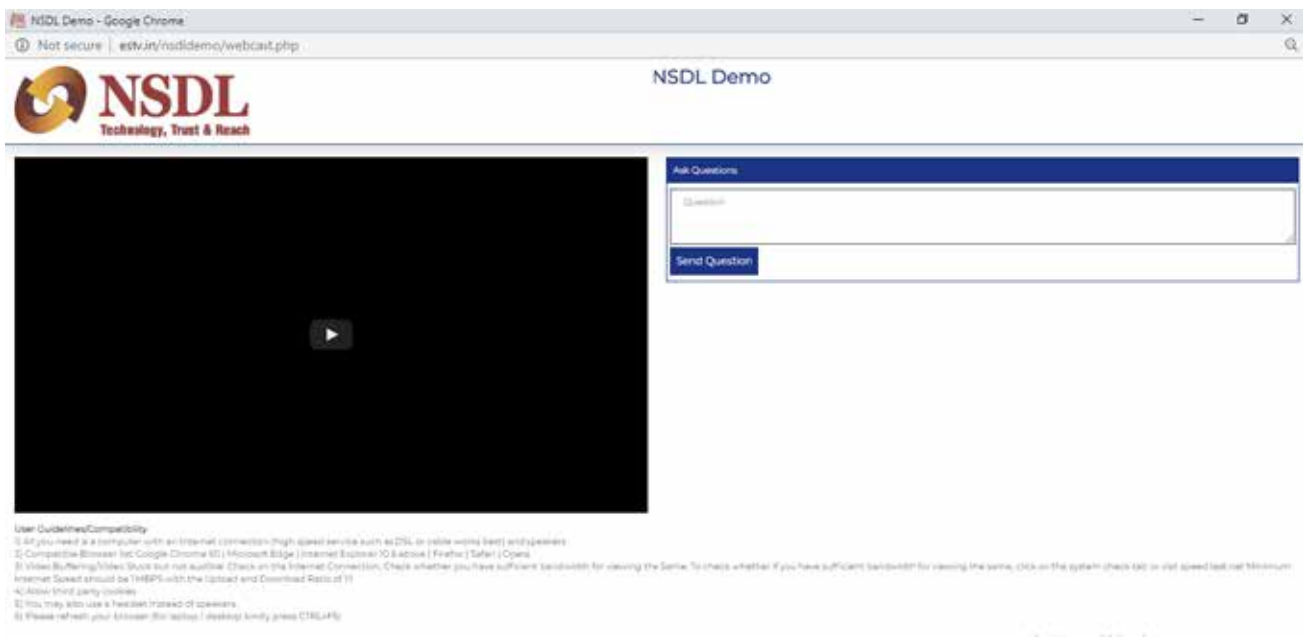 NSDL Demo - Google Chrome
Not secure | estv.in/nsdldemo/webcast.php
NSDL
Technology, Trust & Reach
NSDL Demo
Ask Questions
Question
Send Question
User Guidelines/Compatibility
1) All you need is a computer with an Internet connection (high speed service such as DSL or cable works best) and speakers
2) Compatible Browser list: Google Chrome 60 | Microsoft Edge | Internet Explorer 10 & above | Firefox | Safari | Opera
3) Video Buffering/Video Stuck but not audible: Check on the Internet Connection, Check whether you have sufficient bandwidth for viewing the Same. To check whether if you have sufficient bandwidth for viewing the same, click on the system check tab or visit speed test.net Minimum
Internet Speed should be 1 MBPS with the Upload and Download Ratio of 1:1
4) Allow third party cookies
5) You may also use a headset instead of speakers
6) Please refresh your browser (for laptop / desktop kindly press CTRL+F5)